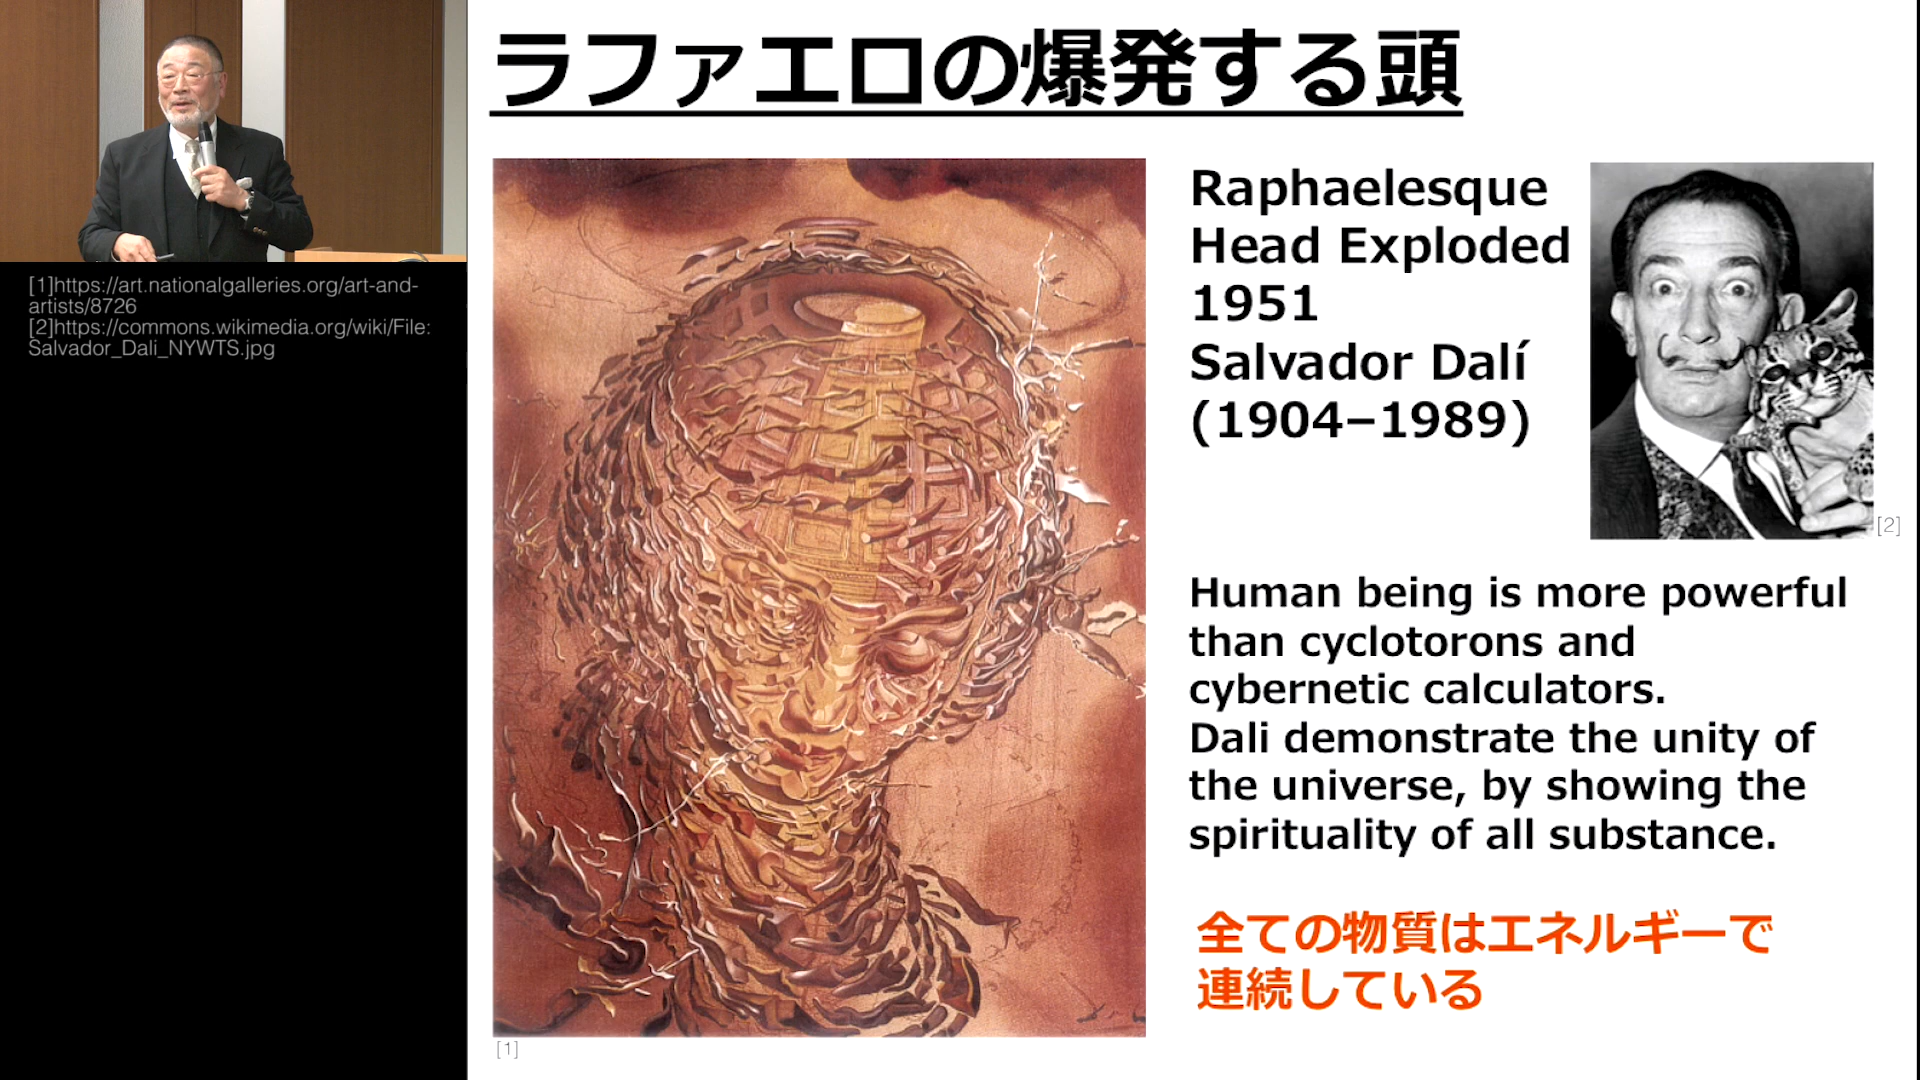 ラファエロの爆発する頭
[1]https://art.nationalgalleries.org/art-and-
artists/8726
[2]https://commons.wikimedia.org/wiki/File:
Salvador_Dali_NYWTS.jpg
Raphaelesque
Head Exploded
1951
Salvador Dalí
(1904–1989)
[2]
Human being is more powerful
than cyclotorons and
cybernetic calculators.
Dali demonstrate the unity of
the universe, by showing the
spirituality of all substance.
全ての物質はエネルギーで
連続している
[1]